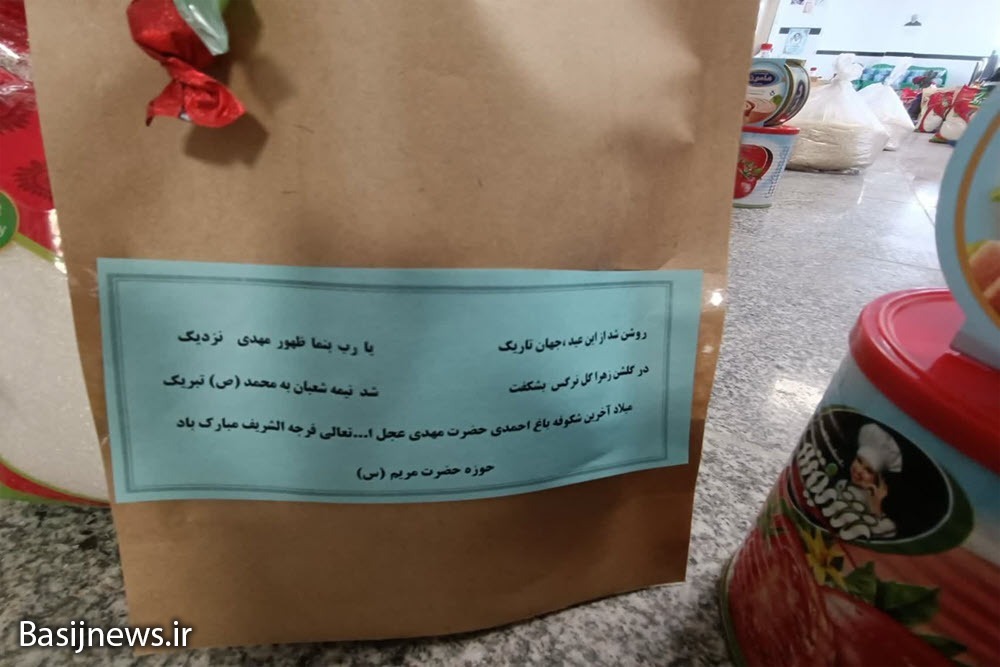 روشن شد از این عید ،جهان تاریک	یا رب بنما ظهور مهدی نزدیک
در گلشن زهرا گل نرگس بشکفت	شد نیمه شعبان به محمد (ص) تبریک
میلاد آخرین شکوفه باغ احمدی حضرت مهدی عجل ا...تعالی فرجه الشریف مبارک باد
حوزه حضرت مریم (س)
Basijnews.ir